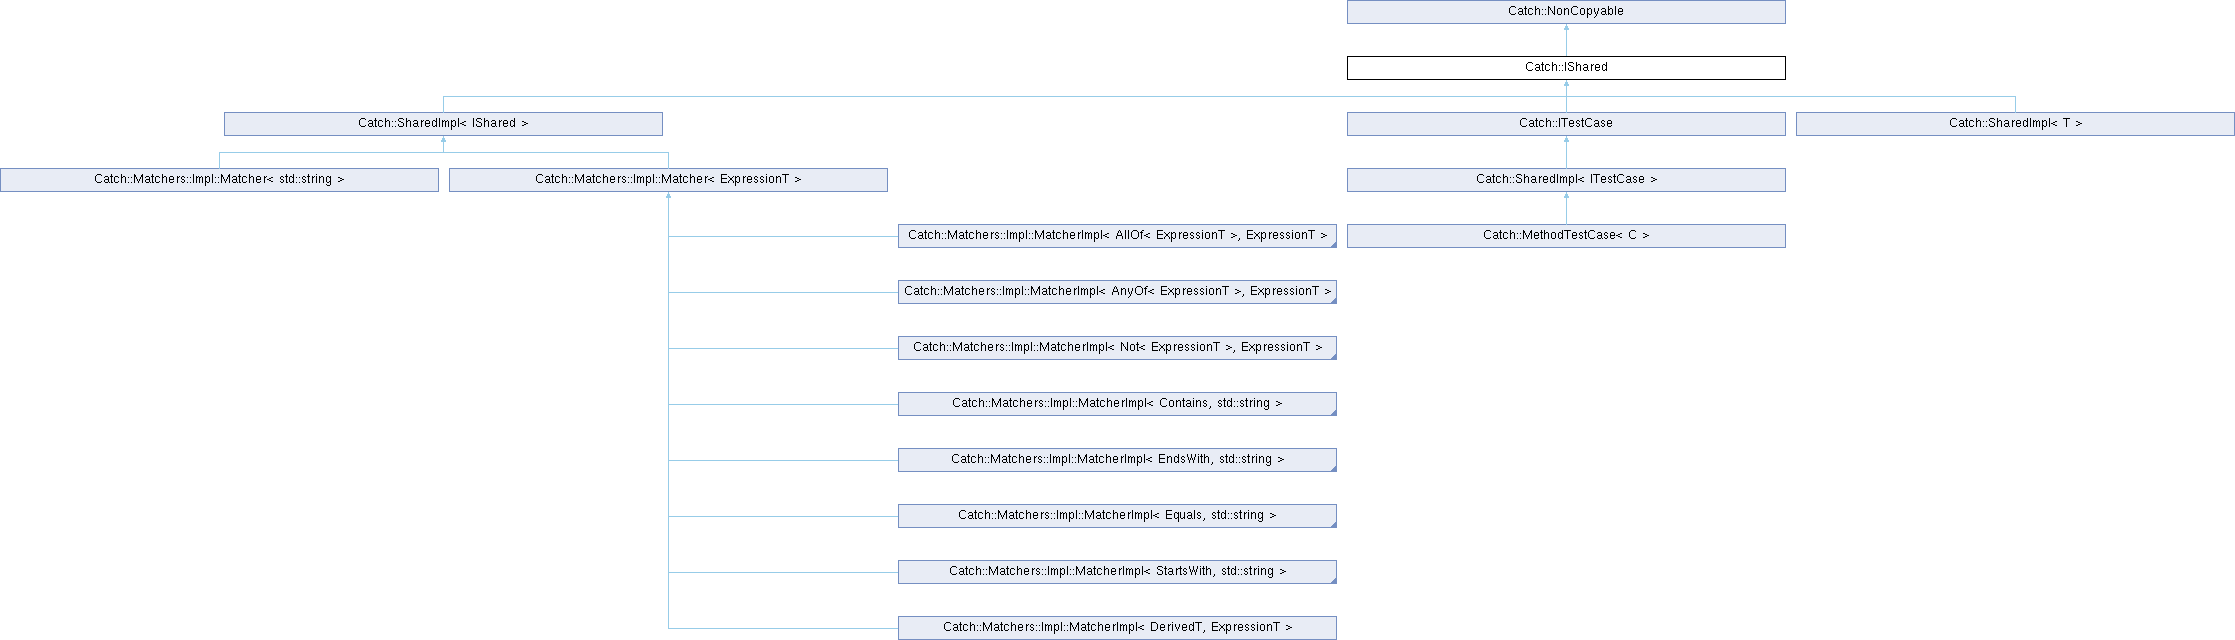 Catch::NonCopyable
Catch::IShared
Catch::SharedImpl< IShared >
Catch::ITestCase
Catch::SharedImpl< T >
Catch::Matchers::Impl::Matcher< std::string >
Catch::Matchers::Impl::Matcher< ExpressionT >
Catch::SharedImpl< ITestCase >
Catch::Matchers::Impl::MatcherImpl< AllOf< ExpressionT >, ExpressionT >
Catch::MethodTestCase< C >
Catch::Matchers::Impl::MatcherImpl< AnyOf< ExpressionT >, ExpressionT >
Catch::Matchers::Impl::MatcherImpl< Not< ExpressionT >, ExpressionT >
Catch::Matchers::Impl::MatcherImpl< Contains, std::string >
Catch::Matchers::Impl::MatcherImpl< EndsWith, std::string >
Catch::Matchers::Impl::MatcherImpl< Equals, std::string >
Catch::Matchers::Impl::MatcherImpl< StartsWith, std::string >
Catch::Matchers::Impl::MatcherImpl< DerivedT, ExpressionT >